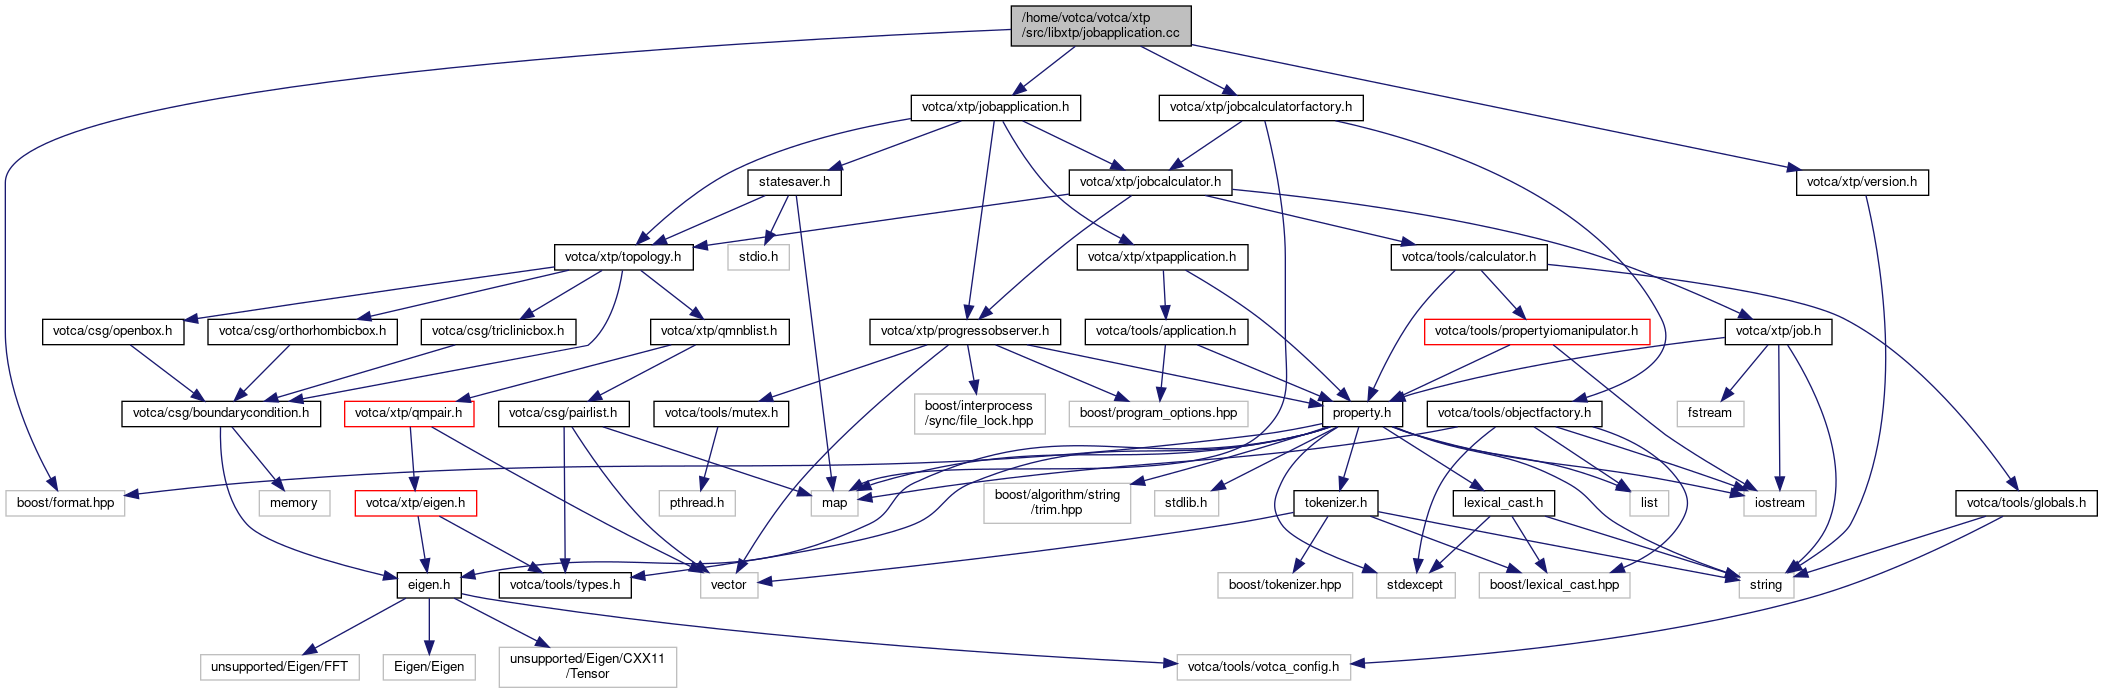 /home/votca/votca/xtp
/src/libxtp/jobapplication.cc
votca/xtp/jobapplication.h
votca/xtp/jobcalculatorfactory.h
statesaver.h
votca/xtp/jobcalculator.h
votca/xtp/version.h
votca/xtp/topology.h
stdio.h
votca/xtp/xtpapplication.h
votca/tools/calculator.h
votca/csg/openbox.h
votca/csg/orthorhombicbox.h
votca/csg/triclinicbox.h
votca/xtp/qmnblist.h
votca/xtp/progressobserver.h
votca/tools/application.h
votca/tools/propertyiomanipulator.h
votca/xtp/job.h
votca/csg/boundarycondition.h
votca/xtp/qmpair.h
votca/csg/pairlist.h
votca/tools/mutex.h
boost/interprocess
/sync/file_lock.hpp
boost/program_options.hpp
property.h
votca/tools/objectfactory.h
fstream
boost/format.hpp
memory
votca/xtp/eigen.h
pthread.h
map
boost/algorithm/string
/trim.hpp
stdlib.h
tokenizer.h
lexical_cast.h
list
iostream
votca/tools/globals.h
eigen.h
votca/tools/types.h
vector
boost/tokenizer.hpp
stdexcept
boost/lexical_cast.hpp
string
unsupported/Eigen/FFT
Eigen/Eigen
unsupported/Eigen/CXX11
/Tensor
votca/tools/votca_config.h